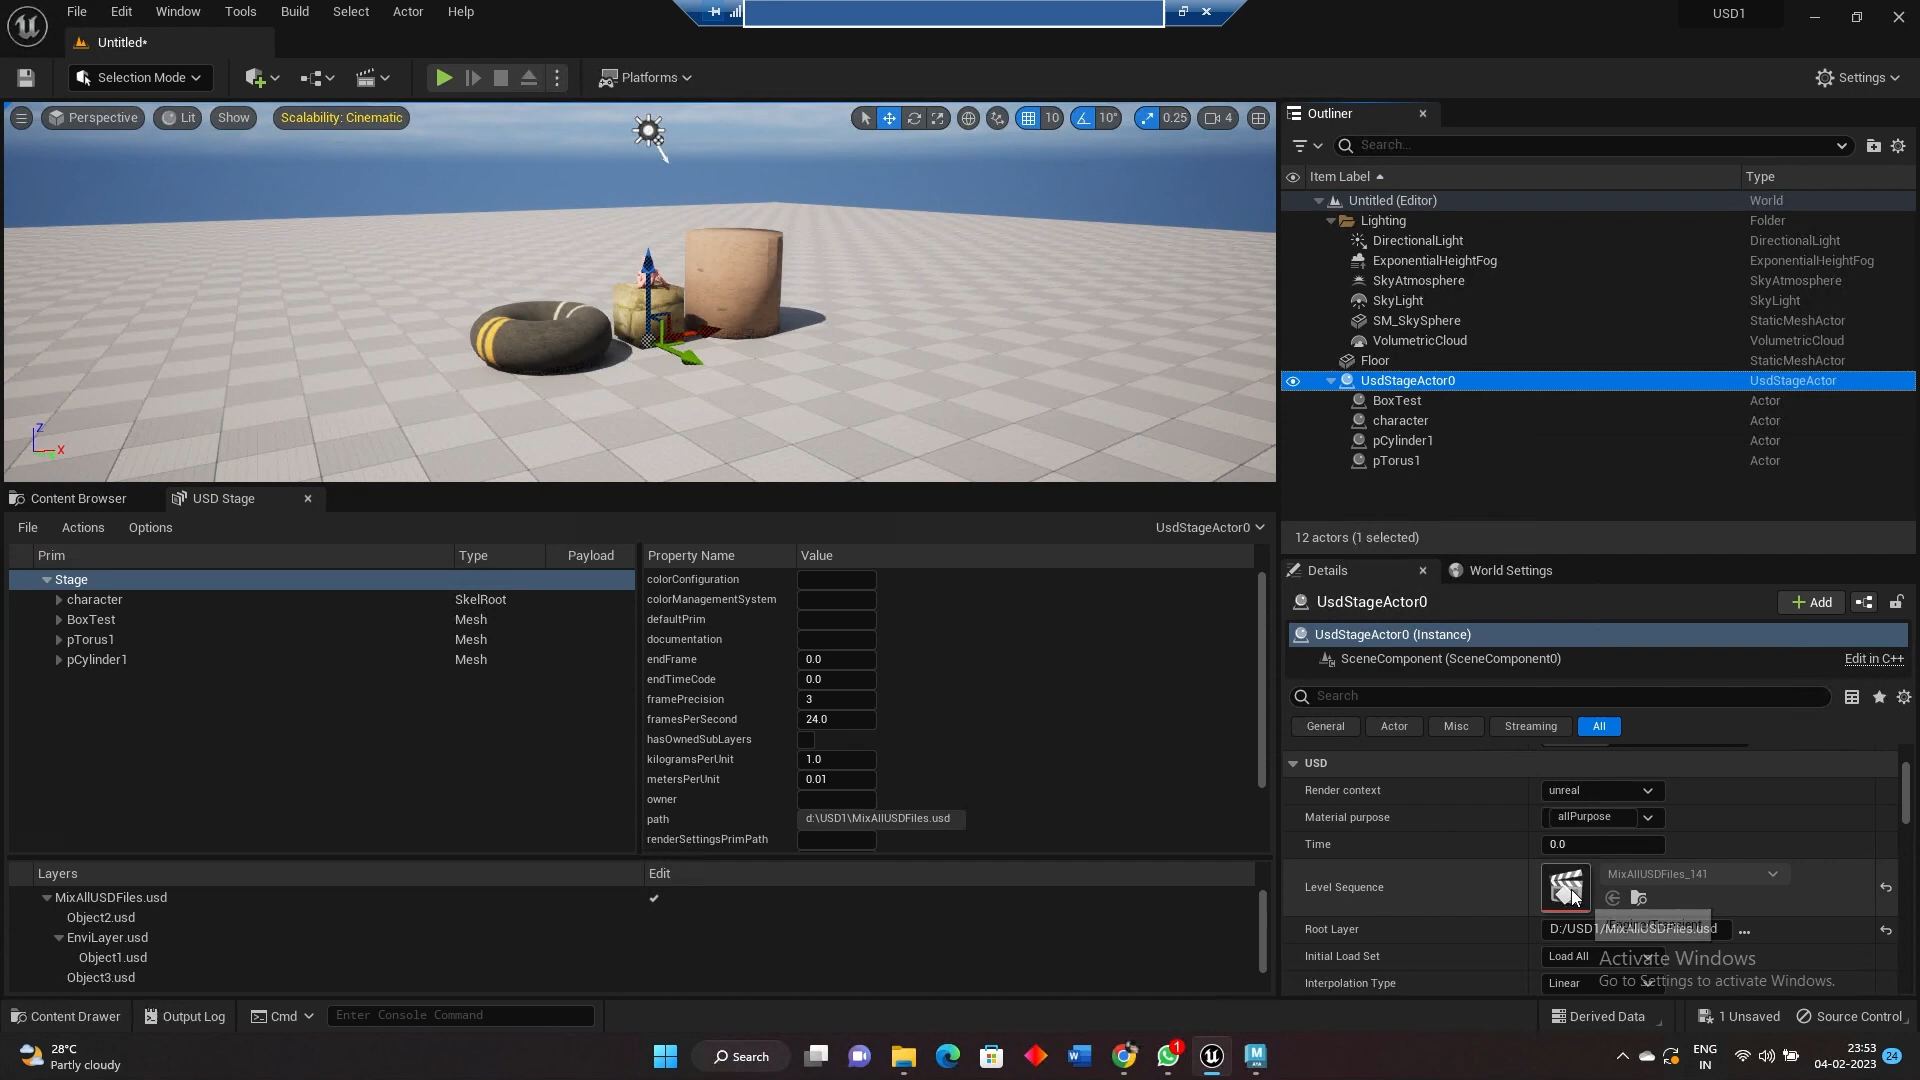 File Edit Window Tools Build Select Actor Help
USD1
Untitled*
Selection Mode
Platforms
Settings
Perspective Lit Show Scalability: Cinematic
10 10° 0.25 4
Z
X
Outliner
Search...
Item Label Type
Untitled (Editor) World
Lighting Folder
DirectionalLight DirectionalLight
ExponentialHeightFog ExponentialHeightFog
SkyAtmosphere SkyAtmosphere
SkyLight SkyLight
SM_SkySphere StaticMeshActor
VolumetricCloud VolumetricCloud
Floor StaticMeshActor
UsdStageActor0 UsdStageActor
BoxTest Actor
character Actor
pCylinder1 Actor
pTorus1 Actor
12 actors (1 selected)
Content Browser USD Stage
File Actions Options
UsdStageActor0
Prim Type Payload
Stage
character SkelRoot
BoxTest Mesh
pTorus1 Mesh
pCylinder1 Mesh
Property Name Value
colorConfiguration
colorManagementSystem
defaultPrim
documentation
endFrame 0.0
endTimeCode 0.0
framePrecision 3
framesPerSecond 24.0
hasOwnedSubLayers
kilogramsPerUnit 1.0
metersPerUnit 0.01
owner
path d:\USD1\MixAllUSDFiles.usd
renderSettingsPrimPath
Layers Edit
MixAllUSDFiles.usd
Object2.usd
EnviLayer.usd
Object1.usd
Object3.usd
Details World Settings
UsdStageActor0
Add
UsdStageActor0 (Instance)
SceneComponent (SceneComponent0) Edit in C++
Search
General Actor Misc Streaming All
USD
Render context unreal
Material purpose allPurpose
Time 0.0
Level Sequence MixAllUSDFiles_141
Root Layer D:/USD1/MixAllUSDFiles.usd
Initial Load Set Load All
Interpolation Type Linear
Activate Windows
Go to Settings to activate Windows.
Content Drawer Output Log Cmd Enter Console Command
Derived Data 1 Unsaved Source Control
28°C
Partly cloudy
Search
1
ENG
IN
23:53
04-02-2023
24